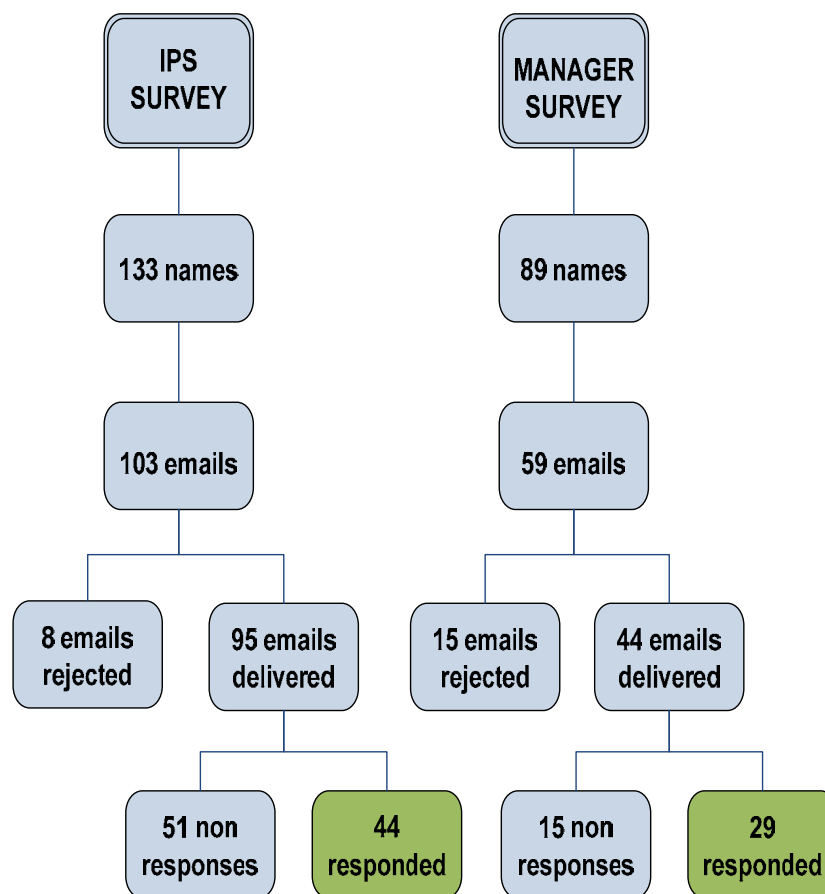 IPS
SURVEY
MANAGER
SURVEY
133 names
89 names
103 emails
59 emails
8 emails
rejected
95 emails
delivered
15 emails
rejected
44 emails
delivered
51 non
responses
44
responded
15 non
responses
29
responded